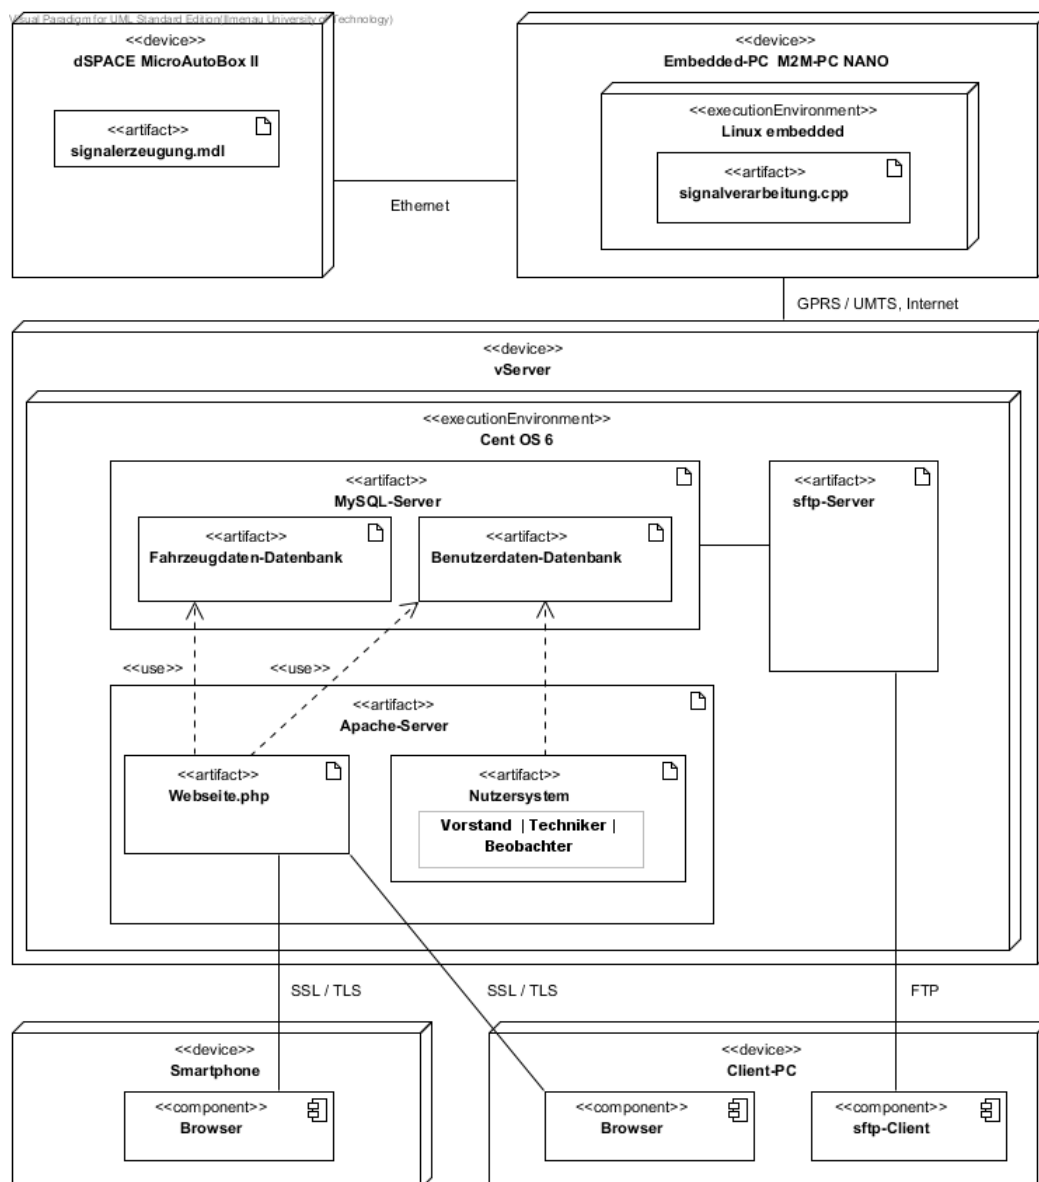 Visual Paradigm for UML Standard Edition(Ilmenau University of Technology)
<<device>>
dSPACE MicroAutoBox II
<<artifact>>
signalerzeugung.mdl
Ethernet
<<device>>
Embedded-PC M2M-PC NANO
<<executionEnvironment>>
Linux embedded
<<artifact>>
signalverarbeitung.cpp
GPRS / UMTS, Internet
<<device>>
vServer
<<executionEnvironment>>
Cent OS 6
<<artifact>>
MySQL-Server
<<artifact>>
Fahrzeugdaten-Datenbank
<<artifact>>
Benutzerdaten-Datenbank
<<artifact>>
sftp-Server
<<use>>
<<use>>
<<artifact>>
Apache-Server
<<artifact>>
Webseite.php
<<artifact>>
Nutzersystem
Vorstand | Techniker |
Beobachter
SSL / TLS
SSL / TLS
FTP
<<device>>
Smartphone
<<component>>
Browser
<<device>>
Client-PC
<<component>>
Browser
<<component>>
sftp-Client